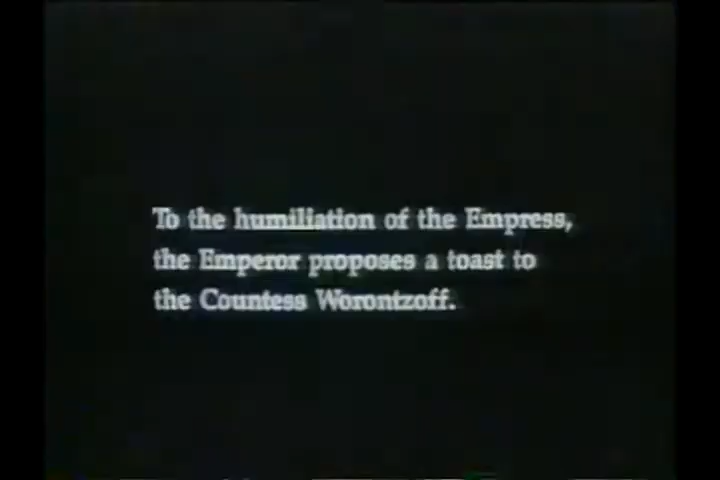 To the humiliation of the Empress,
the Emperor proposes a toast to
the Countess Worontzoff.